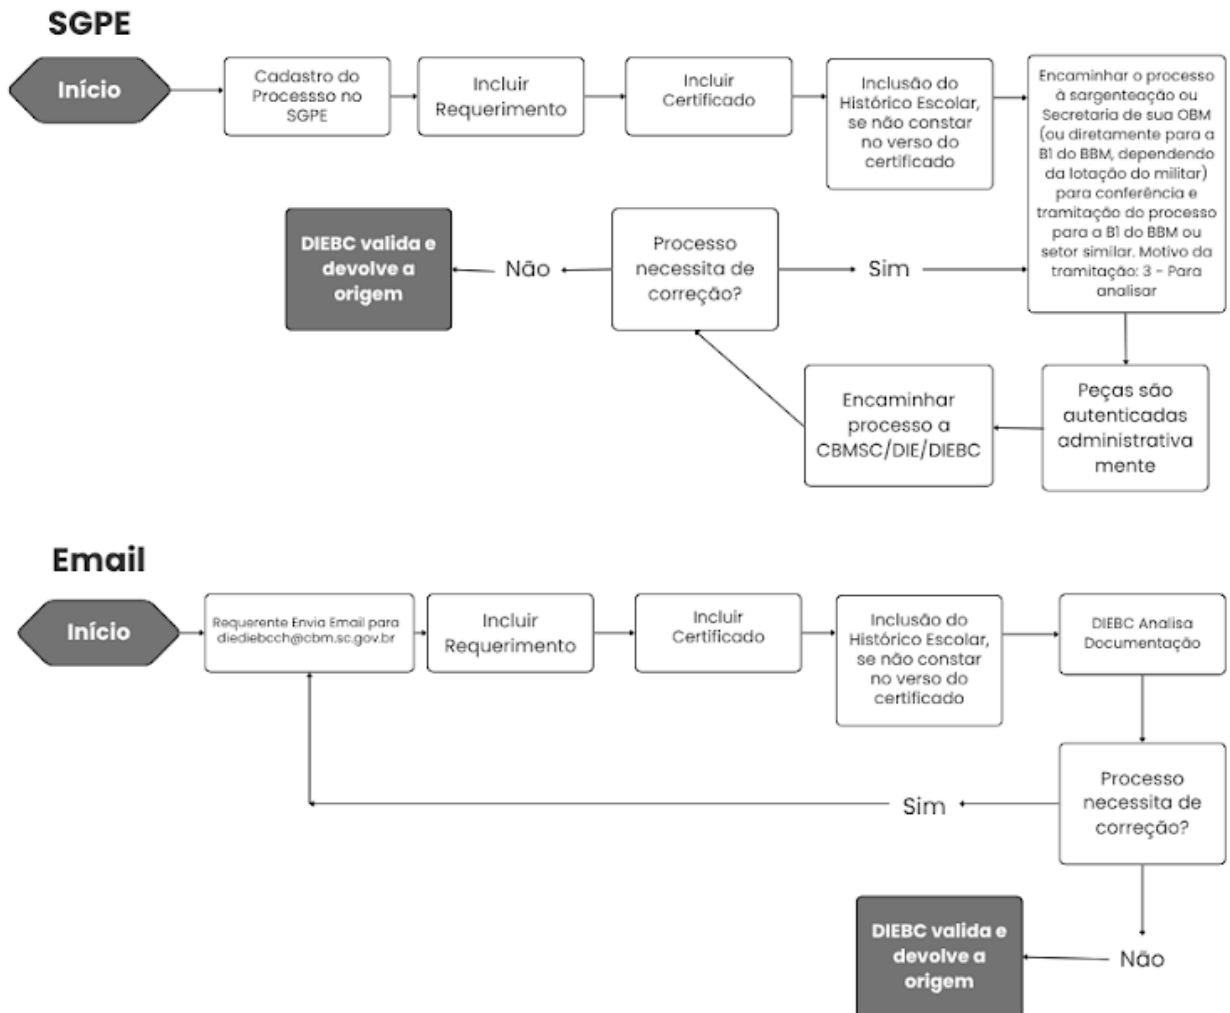 SGPE
Início
Cadastro do
Processso no
SGPE
Incluir
Requerimento
Incluir
Certificado
Inclusão do
Histórico Escolar,
se não constar
no verso do
certificado
Encaminhar o processo
à sargenteação ou
Secretaria de sua OBM
(ou diretamente para a
B1 do BBM, dependendo
da lotação do militar)
para conferência e
tramitação do processo
para a B1 do BBM ou
setor similar. Motivo da
tramitação: 3 - Para
analisar
DIEBC valida e
devolve a
origem
Não
Processo
necessita de
correção?
Sim
Encaminhar
processo a
CBMSC/DIE/DIEBC
Peças são
autenticadas
administrativa
mente
Email
Início
Requerente Envia Email para
diediebcch@cbm.sc.gov.br
Incluir
Requerimento
Incluir
Certificado
Inclusão do
Histórico Escolar,
se não constar
no verso do
certificado
DIEBC Analisa
Documentação
Sim
Processo
necessita de
correção?
DIEBC valida e
devolve a
origem
Não